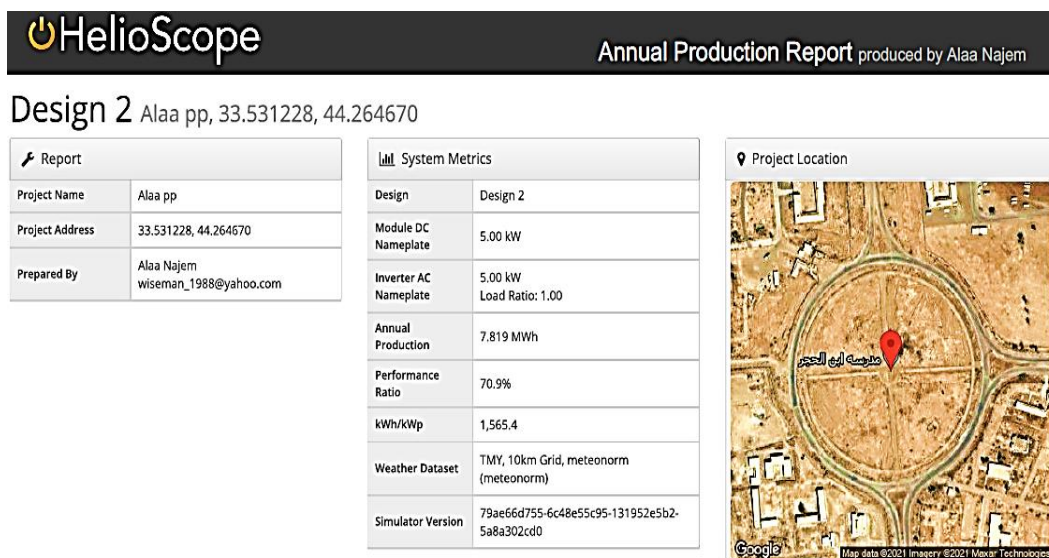 HelioScope
Annual Production Report produced by Alaa Najem
Design 2 Alaa pp, 33.531228, 44.264670
Report
Project Name Alaa pp
Project Address 33.531228, 44.264670
Prepared By Alaa Najem
wiseman_1988@yahoo.com
System Metrics
Design Design 2
Module DC
Nameplate
5.00 kW
Inverter AC
Nameplate
5.00 kW
Load Ratio: 1.00
Annual
Production
7.819 MWh
Performance
Ratio
70.9%
kWh/kWp 1,565.4
Weather Dataset
TMY, 10km Grid, meteonorm
(meteonorm)
Simulator Version
79ae66d755-6c48e55c95-131952e5b2-
5a8a302cd0
Project Location
مدرسه ابن الحجر
Google
Map data ©2021 Imagery ©2021 Maxar Technologies